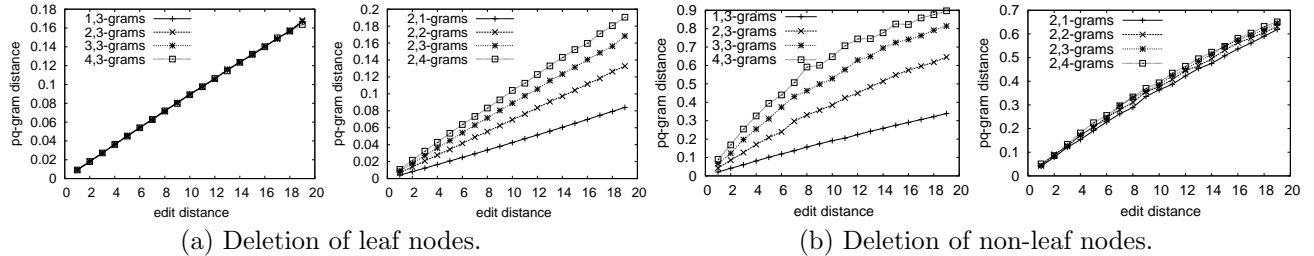 pq-gram distance
0.18
0.16
0.14
0.12
0.1
0.08
0.06
0.04
0.02
0
1,3-grams
2,3-grams
3,3-grams
4,3-grams
0 2 4 6 8 10 12 14 16 18 20
edit distance
pq-gram distance
0.2
0.18
0.16
0.14
0.12
0.1
0.08
0.06
0.04
0.02
0
2,1-grams
2,2-grams
2,3-grams
2,4-grams
0 2 4 6 8 10 12 14 16 18 20
edit distance
(a) Deletion of leaf nodes.
pq-gram distance
0.9
0.8
0.7
0.6
0.5
0.4
0.3
0.2
0.1
0
1,3-grams
2,3-grams
3,3-grams
4,3-grams
0 2 4 6 8 10 12 14 16 18 20
edit distance
pq-gram distance
0.7
0.6
0.5
0.4
0.3
0.2
0.1
0
2,1-grams
2,2-grams
2,3-grams
2,4-grams
0 2 4 6 8 10 12 14 16 18 20
edit distance
(b) Deletion of non-leaf nodes.